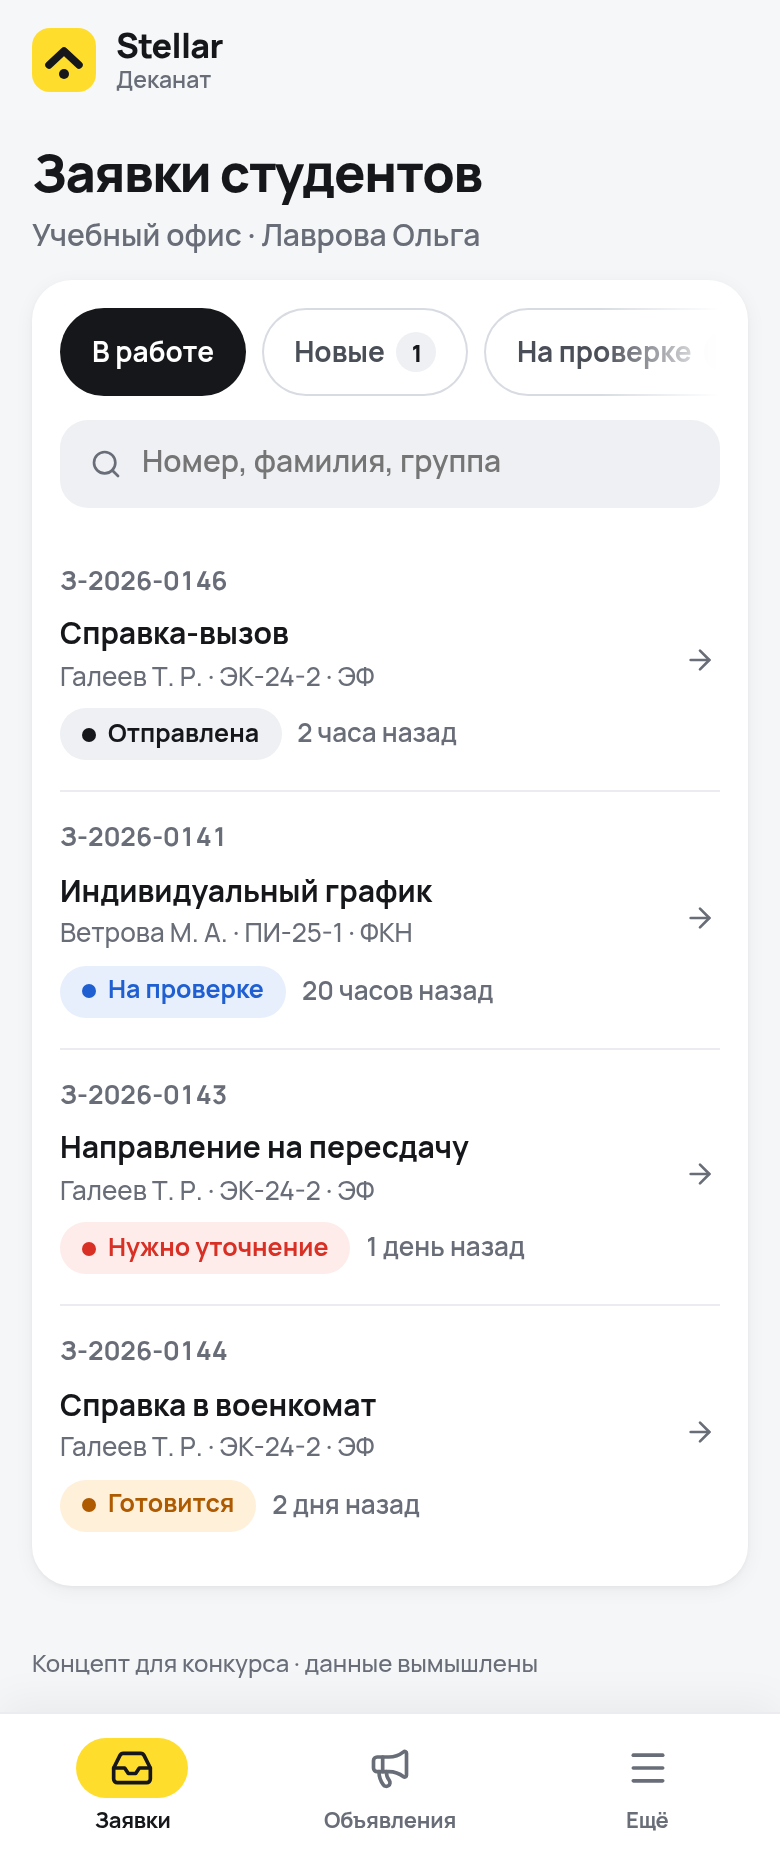 Stellar
Деканат
Заявки студентов
Учебный офис · Лаврова Ольга
В работе
Новые 1
На проверке
Номер, фамилия, группа
З-2026-0146
Справка-вызов
Галеев Т. Р. · ЭК-24-2 · ЭФ
Отправлена 2 часа назад
З-2026-0141
Индивидуальный график
Ветрова М. А. · ПИ-25-1 · ФКН
На проверке 20 часов назад
З-2026-0143
Направление на пересдачу
Галеев Т. Р. · ЭК-24-2 · ЭФ
Нужно уточнение 1 день назад
З-2026-0144
Справка в военкомат
Галеев Т. Р. · ЭК-24-2 · ЭФ
Готовится 2 дня назад
Концепт для конкурса · данные вымышлены
Заявки
Объявления
Ещё